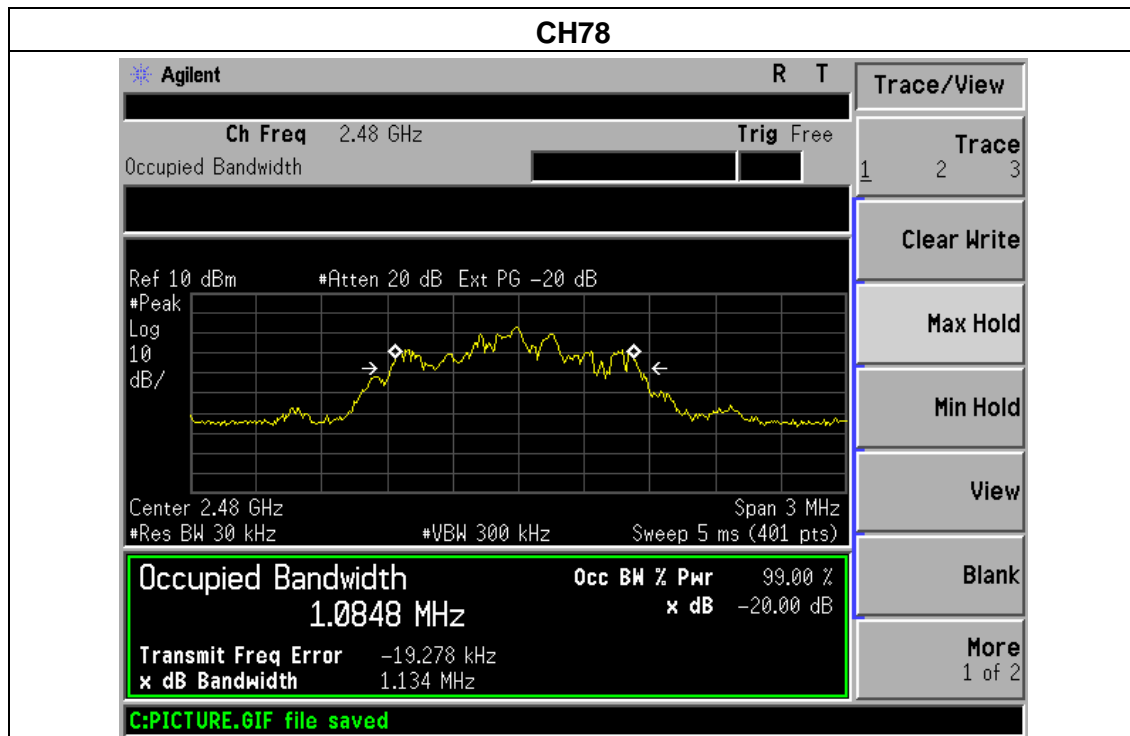 CH78
Agilent R T
Trace/View
Ch Freq 2.48 GHz Trig Free
Occupied Bandwidth
Trace
1 2 3
Clear Write
Ref 10 dBm #Atten 20 dB Ext PG -20 dB
#Peak
Log
10
dB/
Max Hold
Min Hold
View
Center 2.48 GHz Span 3 MHz
#Res BW 30 kHz #VBW 300 kHz Sweep 5 ms (401 pts)
Occupied Bandwidth Occ BW % Pwr 99.00 %
1.0848 MHz x dB -20.00 dB
Blank
Transmit Freq Error -19.278 kHz
x dB Bandwidth 1.134 MHz
More
1 of 2
C:PICTURE.GIF file saved